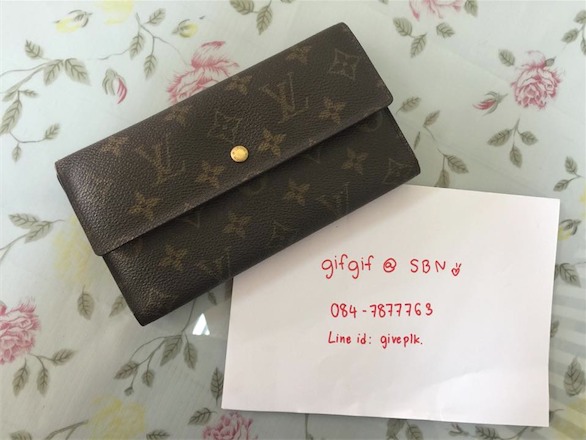 gifgif @ SBN
084-7877763
Line id: giveplk.